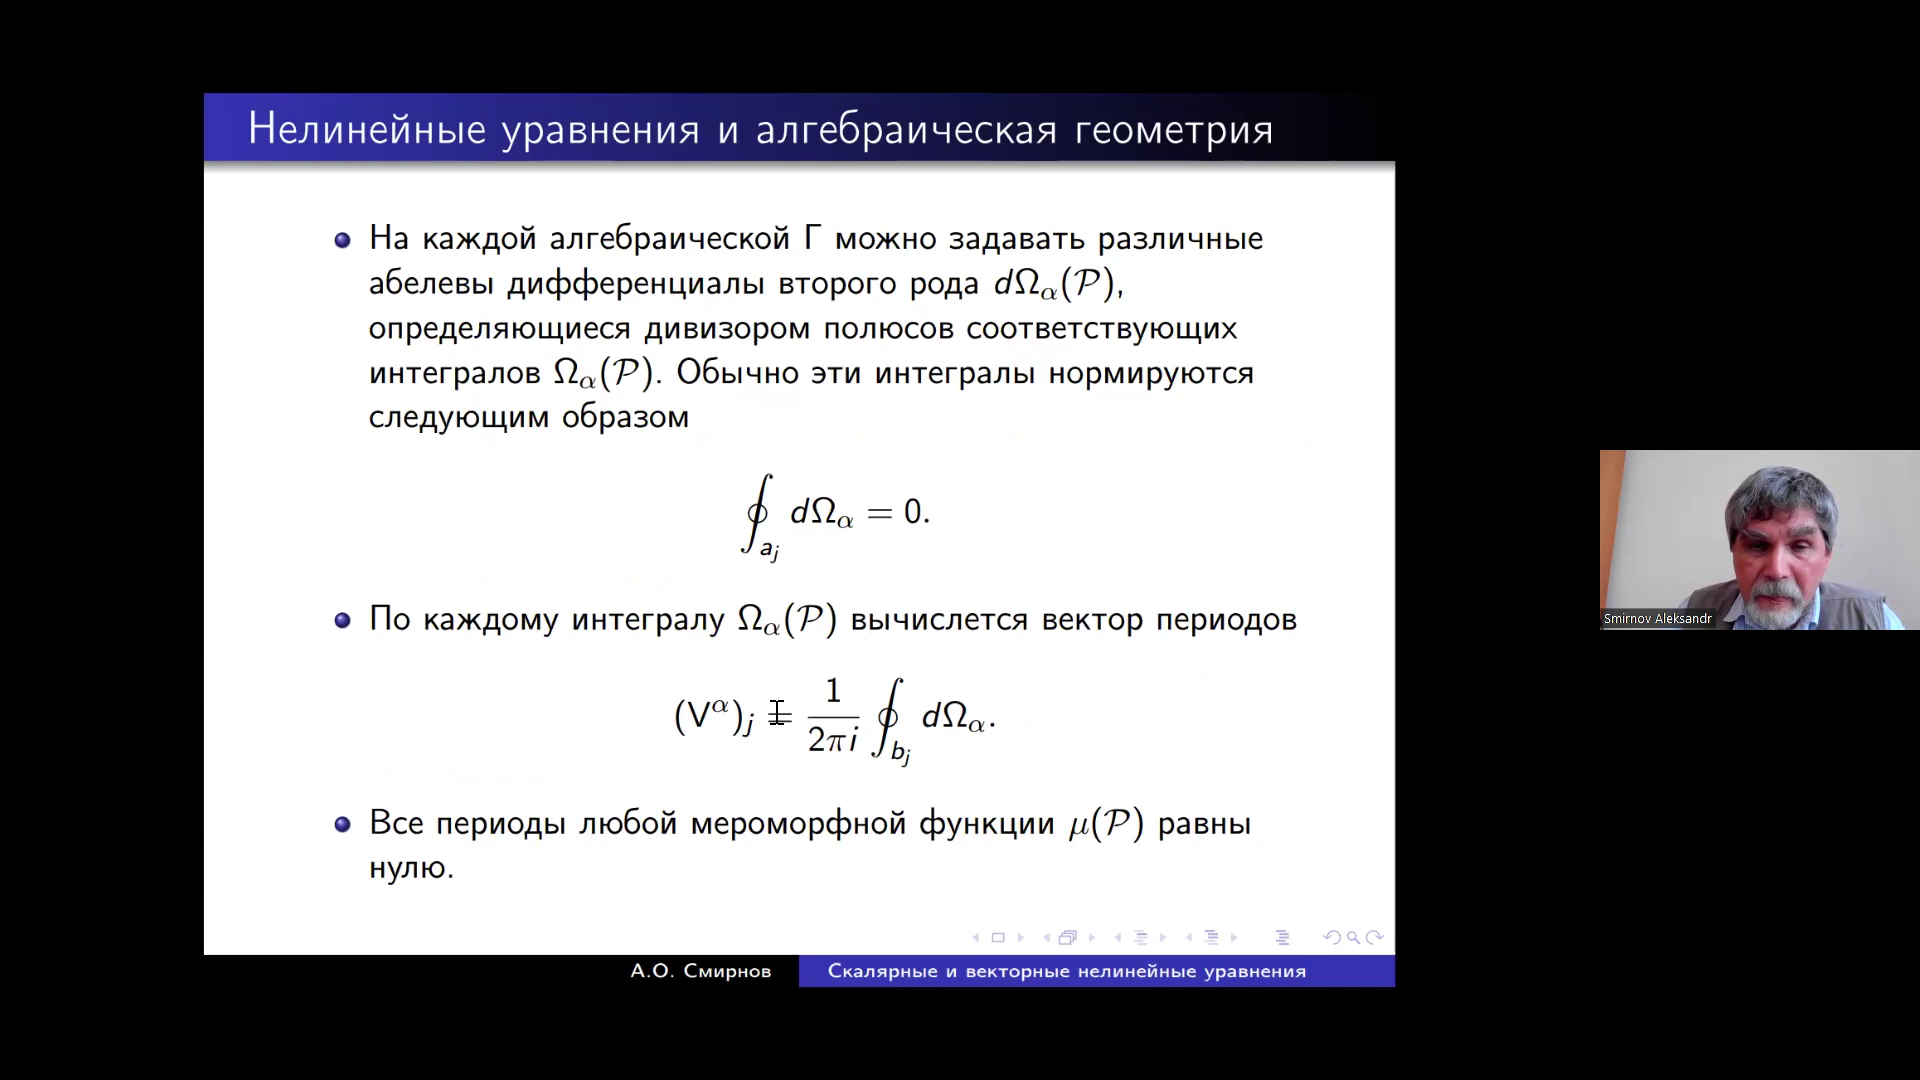 Нелинейные уравнения и алгебраическая геометрия
На каждой алгебраической Γ можно задавать различные
абелевы дифференциалы второго рода dΩ_α(𝒫),
определяющиеся дивизором полюсов соответствующих
интегралов Ω_α(𝒫). Обычно эти интегралы нормируются
следующим образом
∮_{a_j} dΩ_α = 0.
По каждому интегралу Ω_α(𝒫) вычислется вектор периодов
(V^α)_j = \frac{1}{2πi} ∮_{b_j} dΩ_α.
Все периоды любой мероморфной функции μ(𝒫) равны
нулю.
А.О. Смирнов
Скалярные и векторные нелинейные уравнения
Smirnov Aleksandr